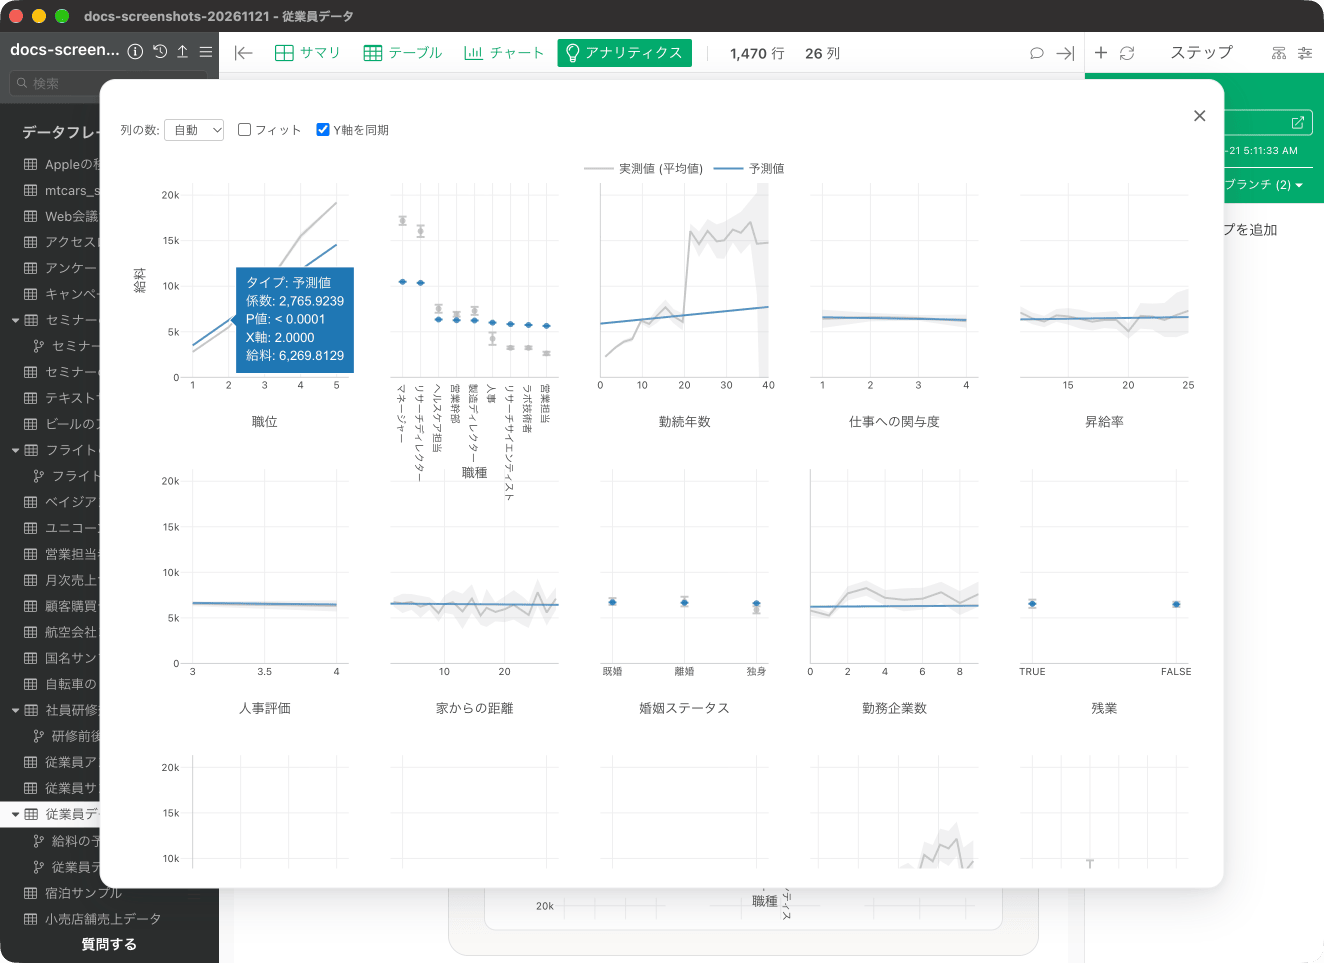 docs-screenshots-20261121 - 従業員データ
docs-screen...
サマリ
テーブル
チャート
アナリティクス
1,470 行
26 列
ステップ
検索
データフレー
Appleの
mtcars_s
Web会議
アクセス
アンケー
キャンペ
セミナー
セミナー
セミナー
テキスト
ビールの
フライト
フライト
ベイジア
ユニコー
営業担当
月次売上
顧客購買
航空会社
国名サン
自転車の
社員研修
研修前後
従業員ア
従業員サ
従業員デ
給料の予
従業員デ
宿泊サンプル
小売店舗売上データ
質問する
-21 5:11:33 AM
ブランチ (2)
プを追加
列の数:
自動
フィット
Y軸を同期
実測値 (平均値)
予測値
給料
20k
15k
10k
5k
0
1
2
3
4
5
職位
タイプ: 予測値
係数: 2,765.9239
P値: < 0.0001
X軸: 2.0000
給料: 6,269.8129
マネージャー
リサーチディレクター
ヘルスケア担当
営業幹部
製造ディレクター
人事
リサーチサイエンティスト
ラボ技術者
営業担当
職種
0
10
20
30
40
勤続年数
1
2
3
4
仕事への関与度
15
20
25
昇給率
20k
15k
10k
5k
0
3
3.5
4
人事評価
10
20
家からの距離
既婚
離婚
独身
婚姻ステータス
0
2
4
6
8
勤務企業数
TRUE
FALSE
残業
20k
15k
10k
20k
職種
ンティス